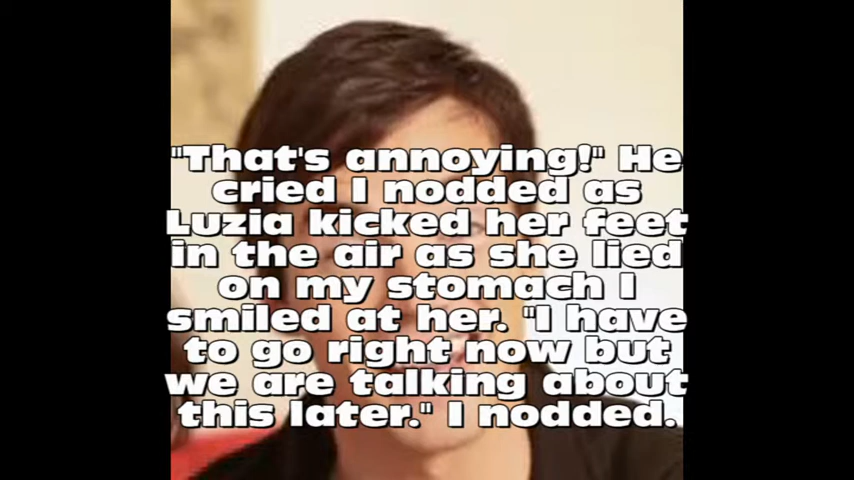 "That's annoying!" He
cried I nodded as
Luzia kicked her feet
in the air as she lied
on my stomach I
smiled at her. "I have
to go right now but
we are talking about
this later." I nodded.